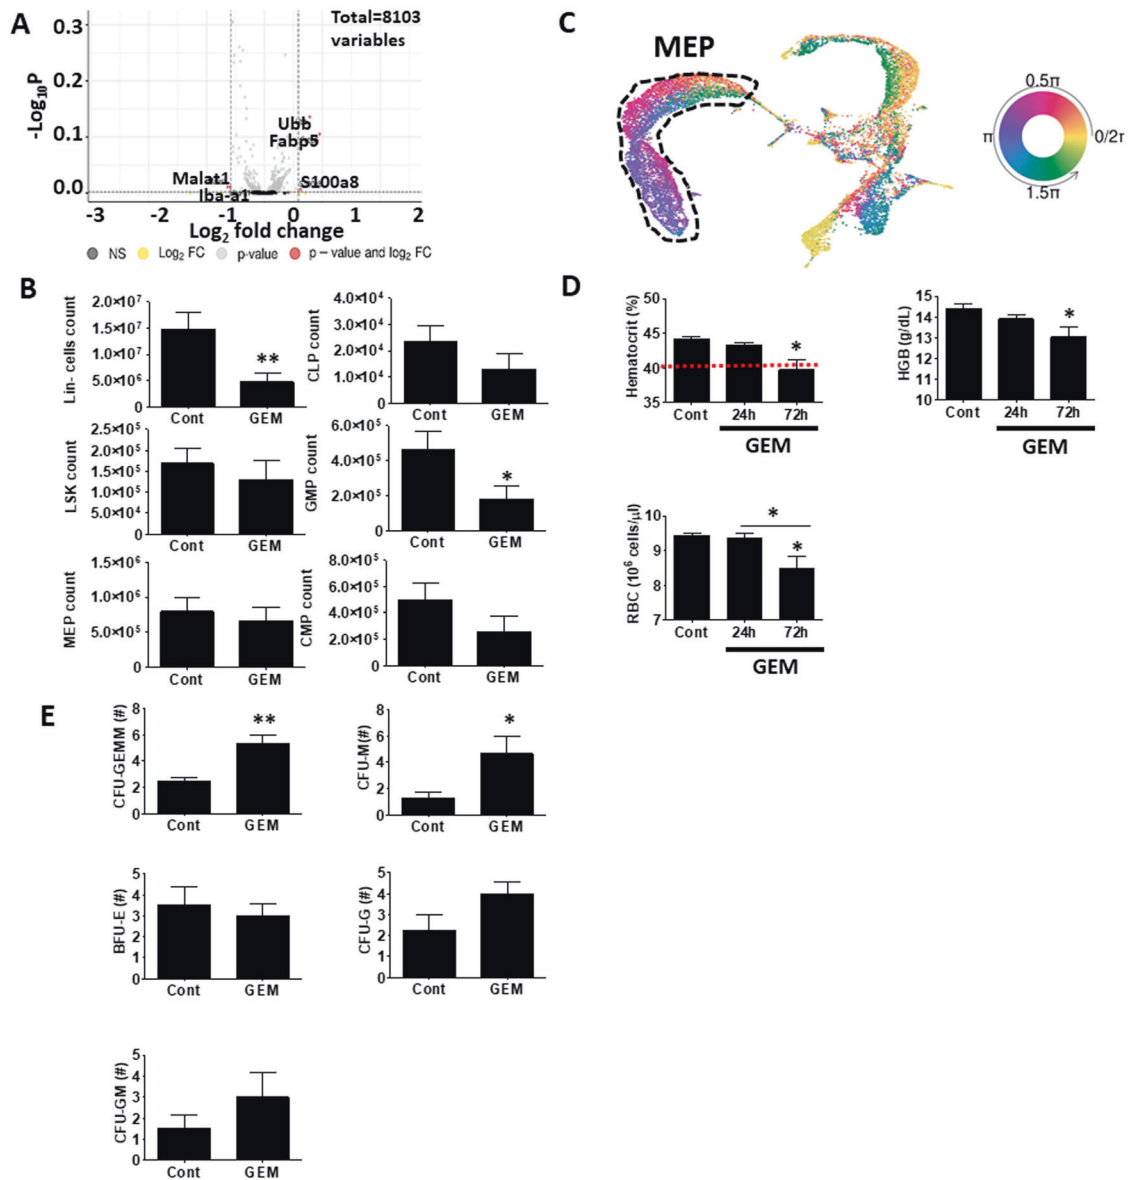 A
0.3
0.2
0.1
0.0
-Log10P
Total=8103
variables
Ubb
Fabp5
Malat1
S100a8
Iba-a1
-3 -2 -1 0 1 2
Log2 fold change
NS Log2 FC p-value p – value and log2 FC
C
MEP
0.5π
π
0/2π
1.5π
B
Lin- cells count
2.0×10⁷
1.5×10⁷
1.0×10⁷
5.0×10⁶
0
**
Cont GEM
CLP count
4.0×10⁴
3.0×10⁴
2.0×10⁴
1.0×10⁴
0
Cont GEM
LSK count
2.5×10⁵
2.0×10⁵
1.5×10⁵
1.0×10⁵
5.0×10⁴
0
Cont GEM
GMP count
6.0×10⁵
4.0×10⁵
2.0×10⁵
0
*
Cont GEM
MEP count
1.5×10⁶
1.0×10⁶
5.0×10⁵
0
Cont GEM
CMP count
8.0×10⁵
6.0×10⁵
4.0×10⁵
2.0×10⁵
0
Cont GEM
D
Hematocrit (%)
50
45
40
35
*
Cont 24h 72h
GEM
HGB (g/dL)
15
14
13
12
11
10
*
Cont 24h 72h
GEM
RBC (10⁶ cells/µl)
10
9
8
7
*
*
Cont 24h 72h
GEM
E
CFU-GEMM (#)
8
6
4
2
0
**
Cont GEM
CFU-M(#)
8
6
4
2
0
*
Cont GEM
BFU-E (#)
5
4
3
2
1
0
Cont GEM
CFU-G (#)
5
4
3
2
1
0
Cont GEM
CFU-GM (#)
5
4
3
2
1
0
Cont GEM